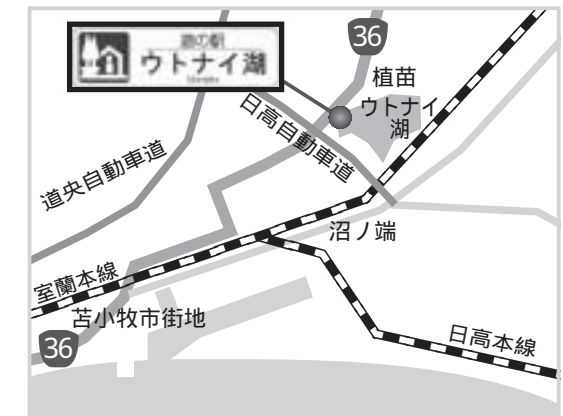 道の駅
ウトナイ湖
36
植苗
ウトナイ
湖
日高自動車道
道央自動車道
沼ノ端
室蘭本線
苫小牧市街地
36
日高本線